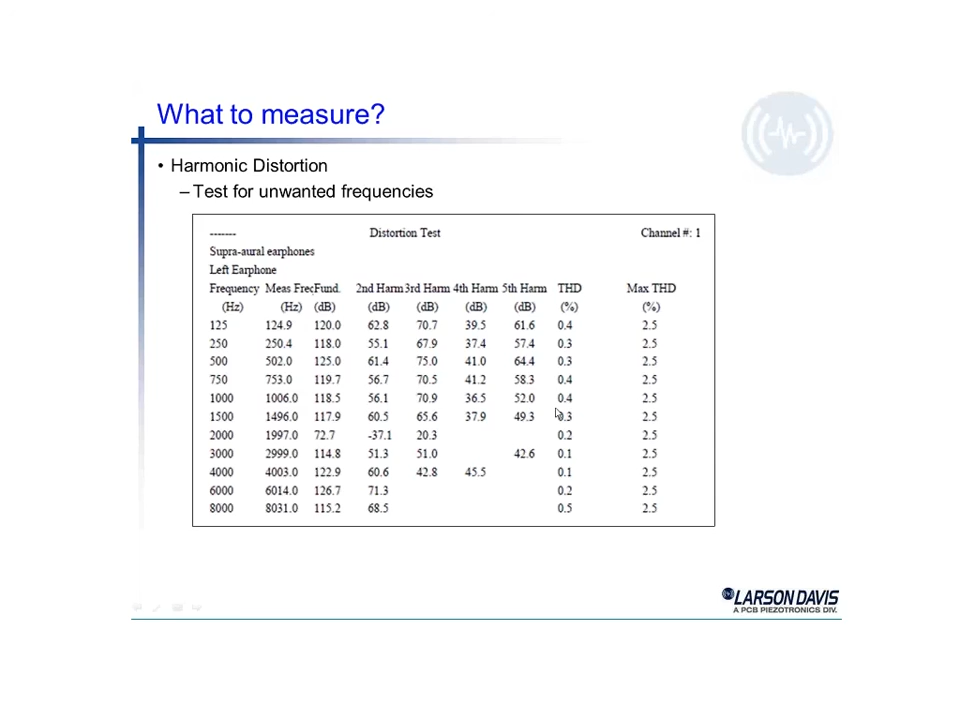 What to measure?
• Harmonic Distortion
– Test for unwanted frequencies
------- Distortion Test Channel #: 1
Supra-aural earphones
Left Earphone
Frequency Meas Freq Fund. 2nd Harm 3rd Harm 4th Harm 5th Harm THD Max THD
(Hz) (Hz) (dB) (dB) (dB) (dB) (dB) (%) (%)
125 124.9 120.0 62.8 70.7 39.5 61.6 0.4 2.5
250 250.4 118.0 55.1 67.9 37.4 57.4 0.3 2.5
500 502.0 125.0 61.4 75.0 41.0 64.4 0.3 2.5
750 753.0 119.7 56.7 70.5 41.2 58.3 0.4 2.5
1000 1006.0 118.5 56.1 70.9 36.5 52.0 0.4 2.5
1500 1496.0 117.9 60.5 65.6 37.9 49.3 0.3 2.5
2000 1997.0 72.7 -37.1 20.3 0.2 2.5
3000 2999.0 114.8 51.3 51.0 42.6 0.1 2.5
4000 4003.0 122.9 60.6 42.8 45.5 0.1 2.5
6000 6014.0 126.7 71.3 0.2 2.5
8000 8031.0 115.2 68.5 0.5 2.5
LARSON DAVIS
A PCB PIEZOTRONICS DIV.